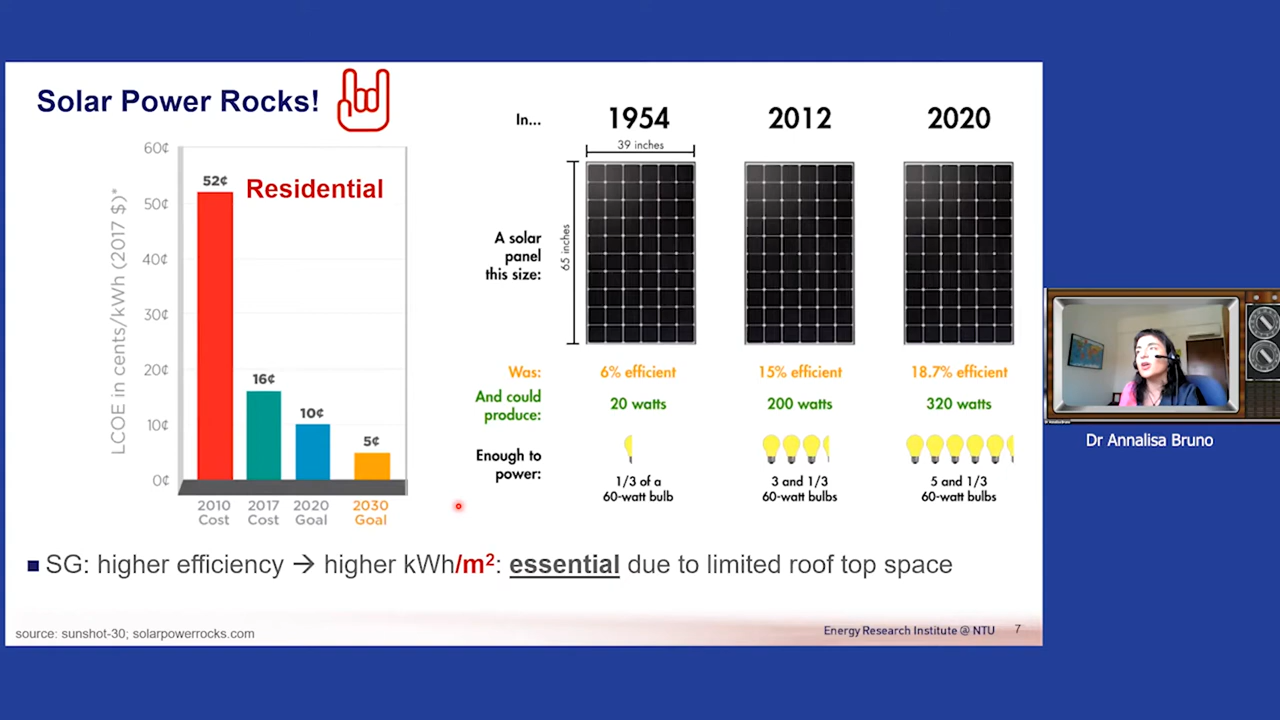 Solar Power Rocks!
60¢
50¢
40¢
30¢
20¢
10¢
0¢
LCOE in cents/kWh (2017 $)*
Residential
52¢
16¢
10¢
5¢
2010 Cost
2017 Cost
2020 Goal
2030 Goal
In...
1954
2012
2020
39 inches
65 inches
A solar
panel
this size:
Was:
6% efficient
15% efficient
18.7% efficient
And could
produce:
20 watts
200 watts
320 watts
Enough to
power:
1/3 of a
60-watt bulb
3 and 1/3
60-watt bulbs
5 and 1/3
60-watt bulbs
■ SG: higher efficiency → higher kWh/m²: essential due to limited roof top space
source: sunshot-30; solarpowerrocks.com
Energy Research Institute @ NTU
7
Dr Annalisa Bruno